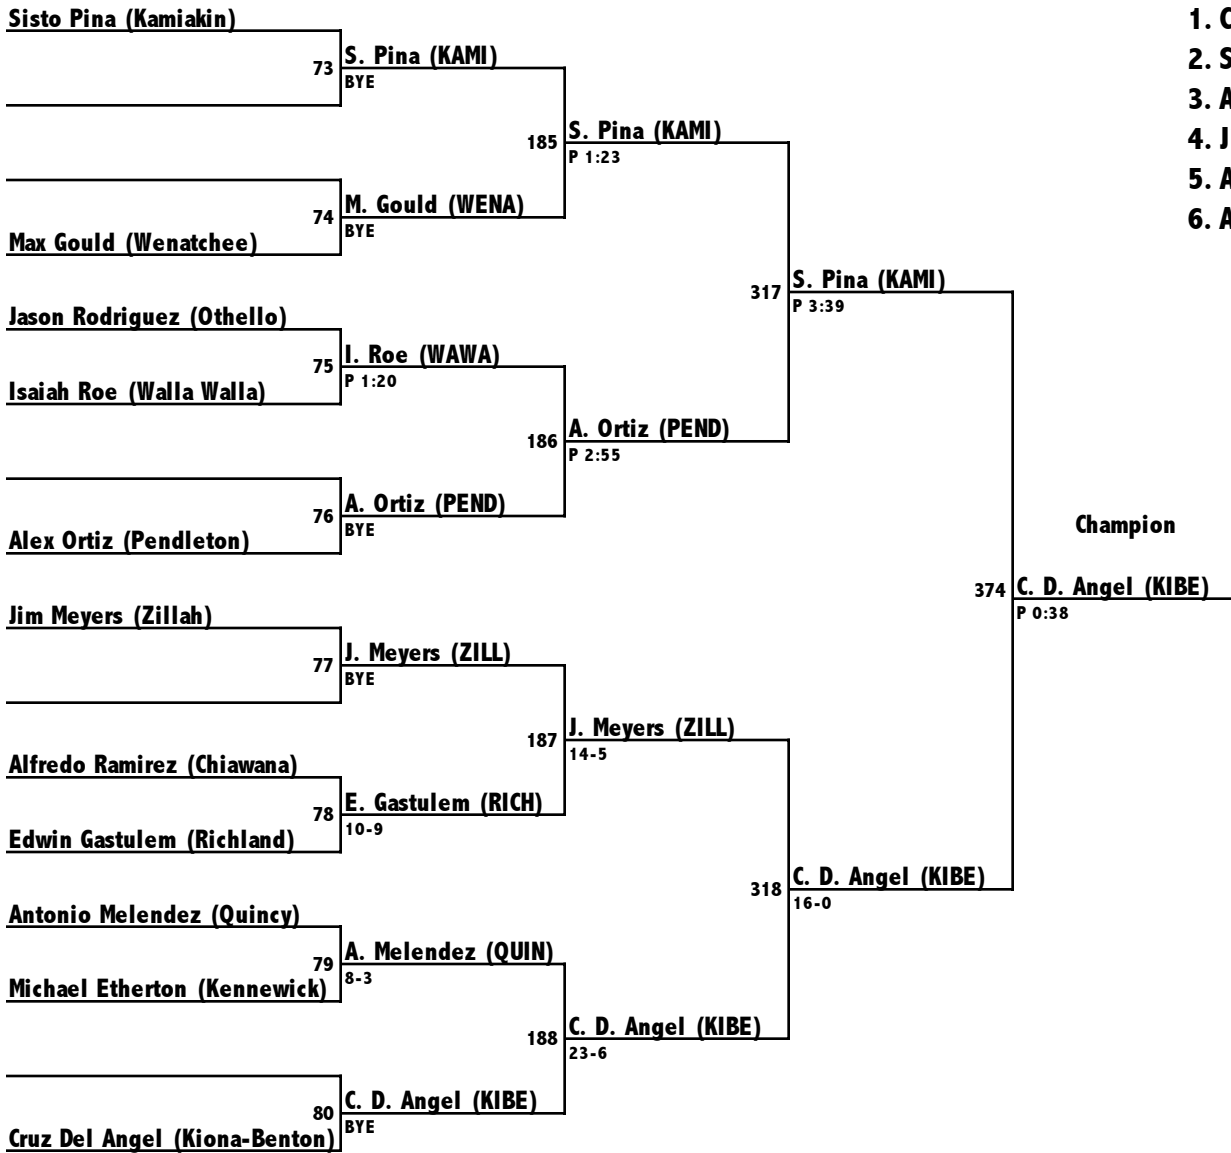 Sisto Pina (Kamiakin)
73
S. Pina (KAMI)
BYE
185
S. Pina (KAMI)
P 1:23
74
M. Gould (WENA)
BYE
Max Gould (Wenatchee)
317
S. Pina (KAMI)
P 3:39
Jason Rodriguez (Othello)
75
I. Roe (WAWA)
P 1:20
Isaiah Roe (Walla Walla)
186
A. Ortiz (PEND)
P 2:55
76
A. Ortiz (PEND)
BYE
Alex Ortiz (Pendleton)
Champion
374
C. D. Angel (KIBE)
P 0:38
Jim Meyers (Zillah)
77
J. Meyers (ZILL)
BYE
187
J. Meyers (ZILL)
14-5
Alfredo Ramirez (Chiawana)
78
E. Gastulem (RICH)
10-9
Edwin Gastulem (Richland)
318
C. D. Angel (KIBE)
16-0
Antonio Melendez (Quincy)
79
A. Melendez (QUIN)
8-3
Michael Etherton (Kennewick)
188
C. D. Angel (KIBE)
23-6
80
C. D. Angel (KIBE)
BYE
Cruz Del Angel (Kiona-Benton)
1. C
2. S
3. A
4. J
5. A
6. A